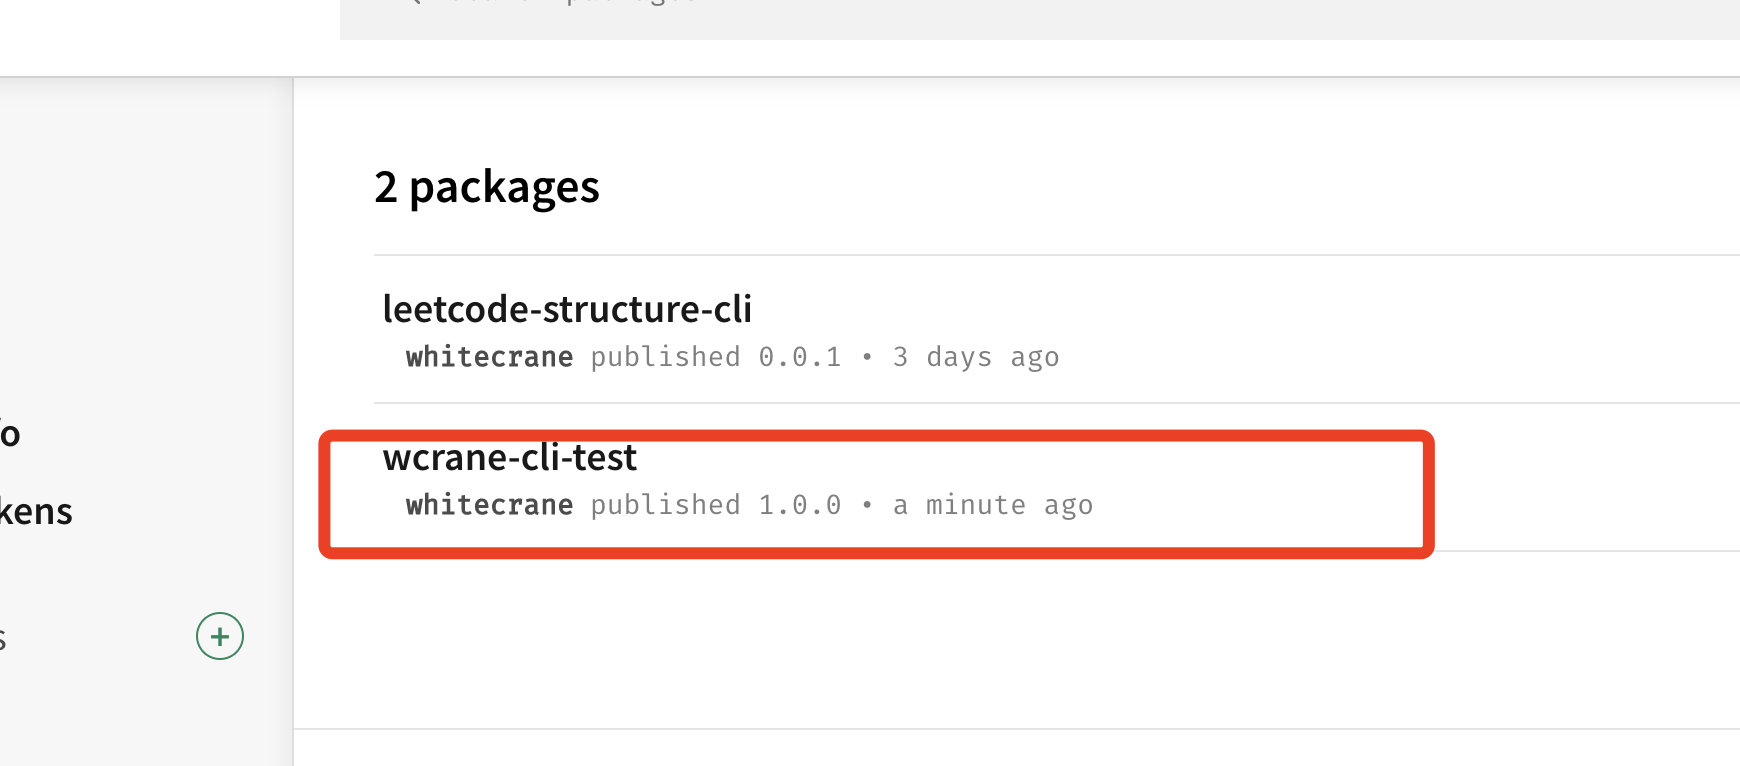 2 packages
leetcode-structure-cli
whitecrane published 0.0.1 • 3 days ago
wcrane-cli-test
whitecrane published 1.0.0 • a minute ago
o
kens
s
+